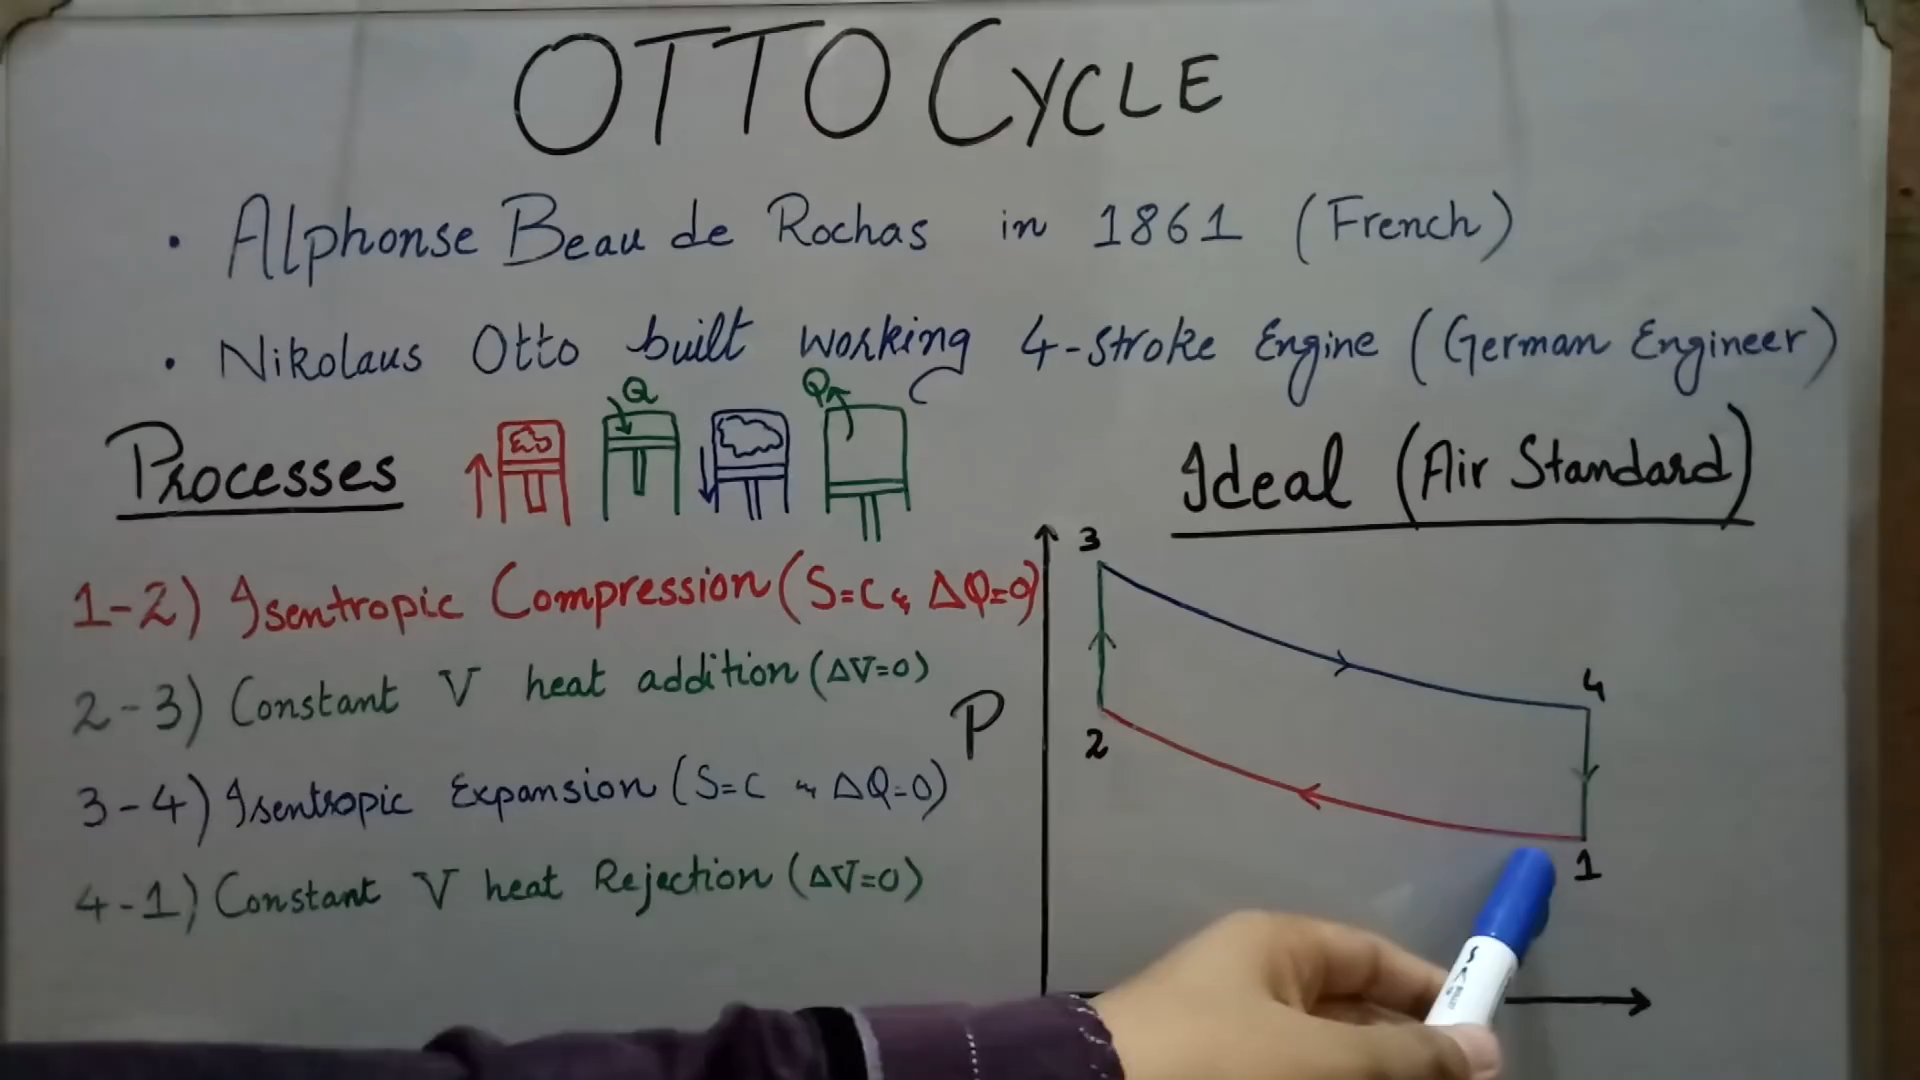 OTTO CYCLE
• Alphonse Beau de Rochas in 1861 (French)
• Nikolaus Otto built working 4-stroke Engine (German Engineer)
Q Q
Processes
Ideal (Air Standard)
1-2) Isentropic Compression (S=C & ΔQ=0)
2-3) Constant V heat addition (ΔV=0)
3-4) Isentropic Expansion (S=C & ΔQ=0)
4-1) Constant V heat Rejection (ΔV=0)
P
3
4
2
1